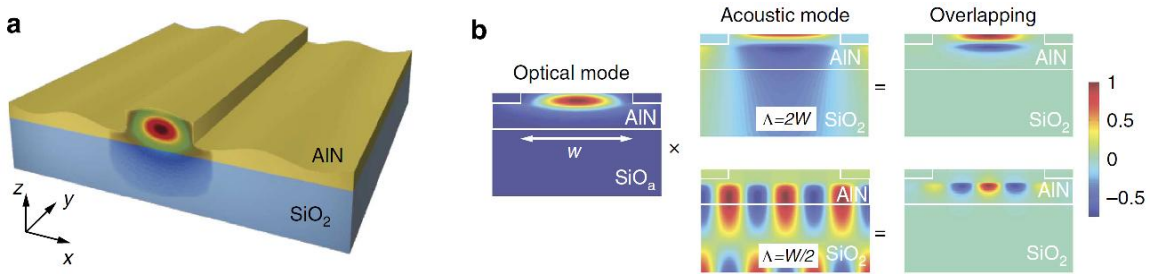 a
AlN
SiO₂
z
y
x
b
Optical mode
AlN
W
SiOₐ
×
Acoustic mode
AlN
Λ=2W
SiO₂
=
Overlapping
AlN
SiO₂
AlN
Λ=W/2
SiO₂
=
AlN
SiO₂
1
0.5
0
−0.5